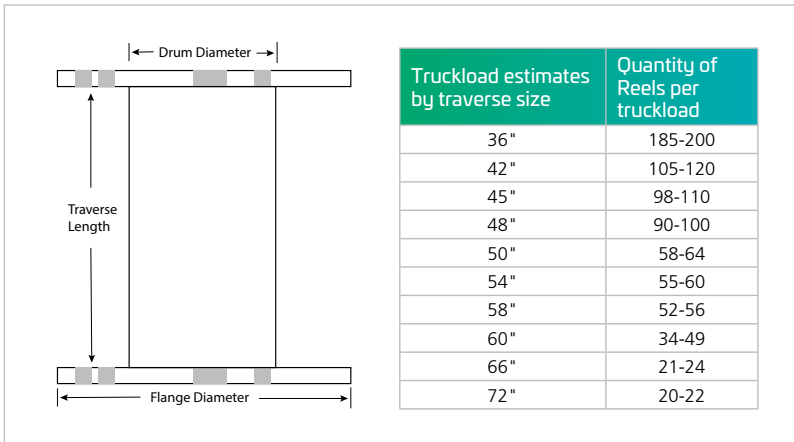 Drum Diameter
Traverse
Length
Flange Diameter
Truckload estimates
by traverse size
Quantity of
Reels per
truckload
36" 185-200
42" 105-120
45" 98-110
48" 90-100
50" 58-64
54" 55-60
58" 52-56
60" 34-49
66" 21-24
72" 20-22